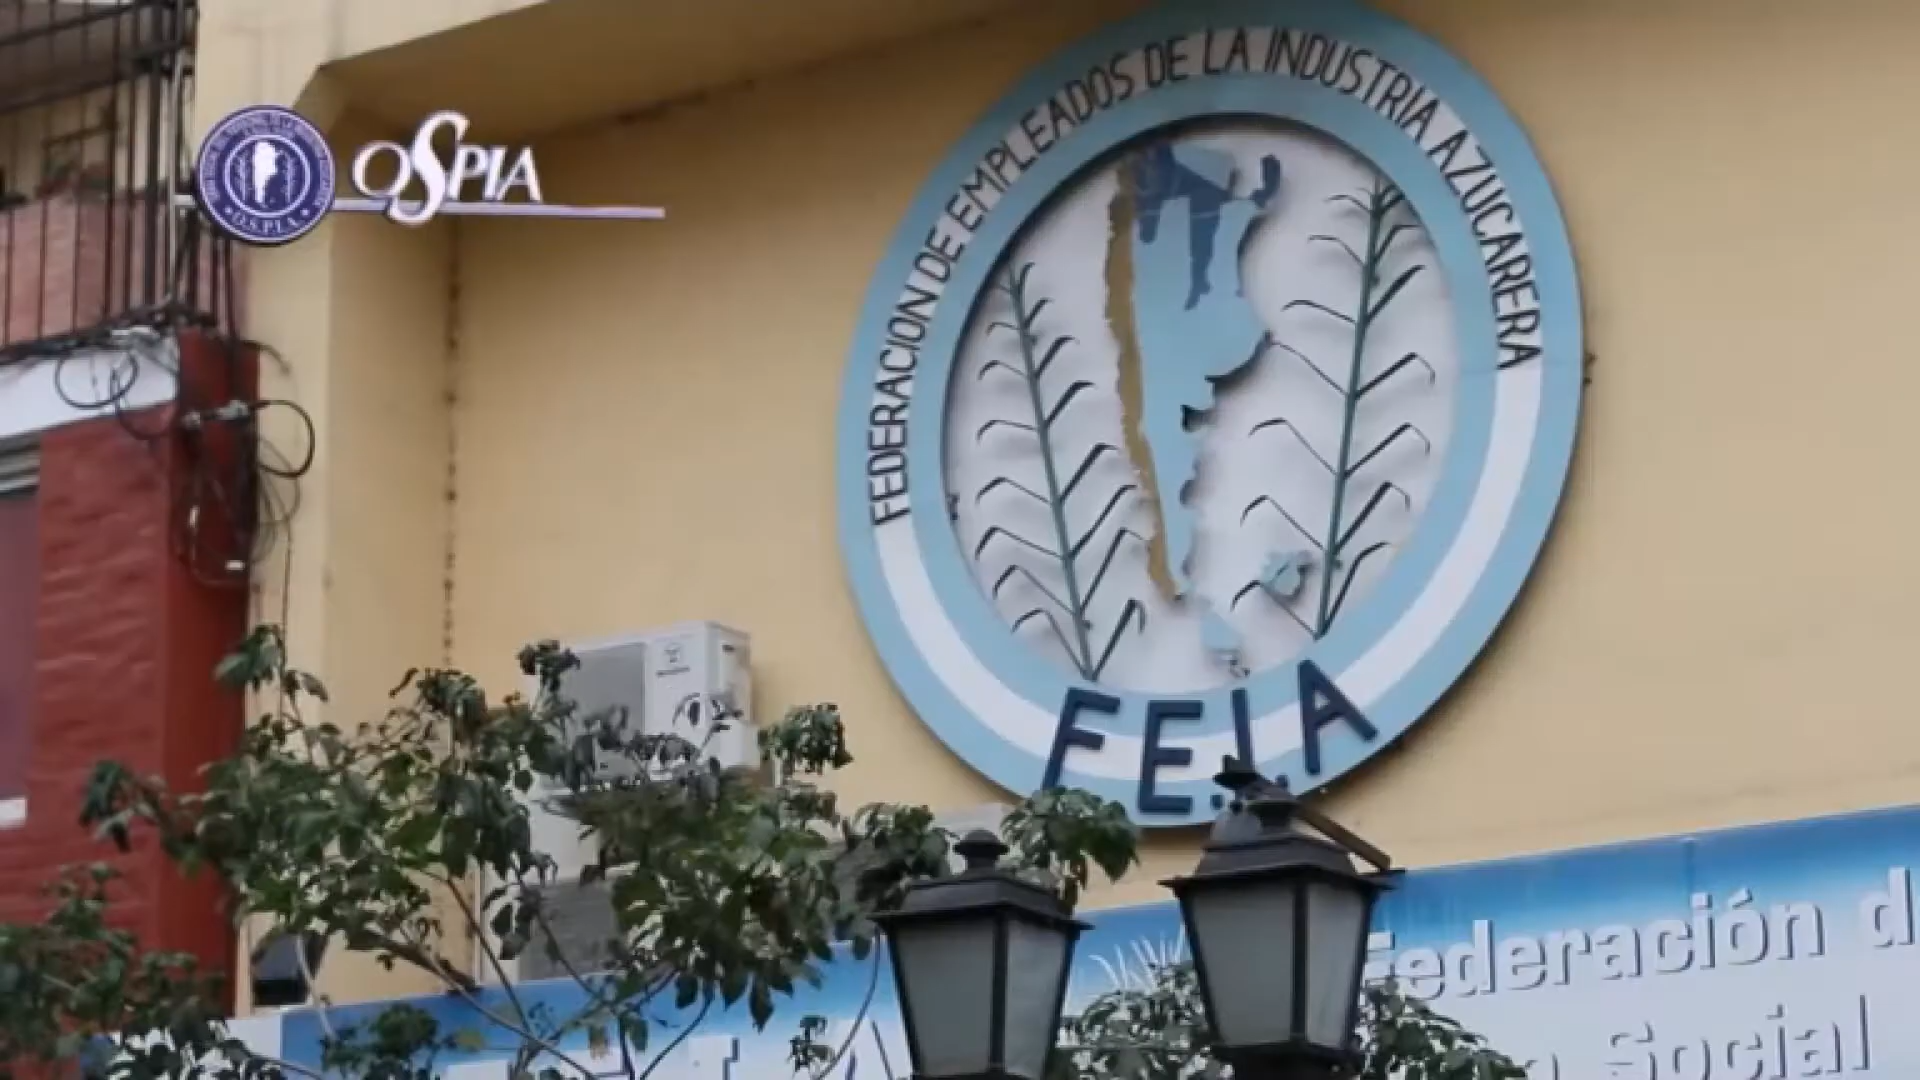 OSPIA
O.S.P.I.A.
FEDERACION DE EMPLEADOS DE LA INDUSTRIA AZUCARERA
F.E.I.A
Federación d
Social